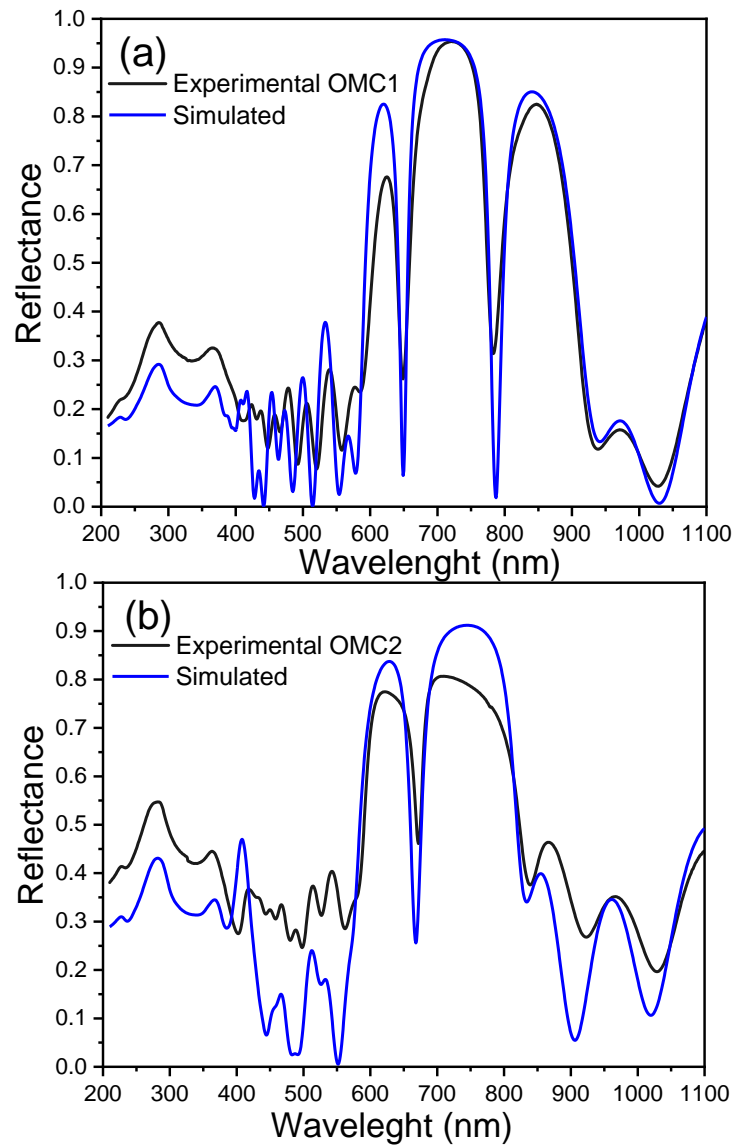 (a)
Experimental OMC1
Simulated
Reflectance
1.0
0.9
0.8
0.7
0.6
0.5
0.4
0.3
0.2
0.1
0.0
200 300 400 500 600 700 800 900 1000 1100
Wavelenght (nm)
(b)
Experimental OMC2
Simulated
Reflectance
1.0
0.9
0.8
0.7
0.6
0.5
0.4
0.3
0.2
0.1
0.0
200 300 400 500 600 700 800 900 1000 1100
Waveleght (nm)